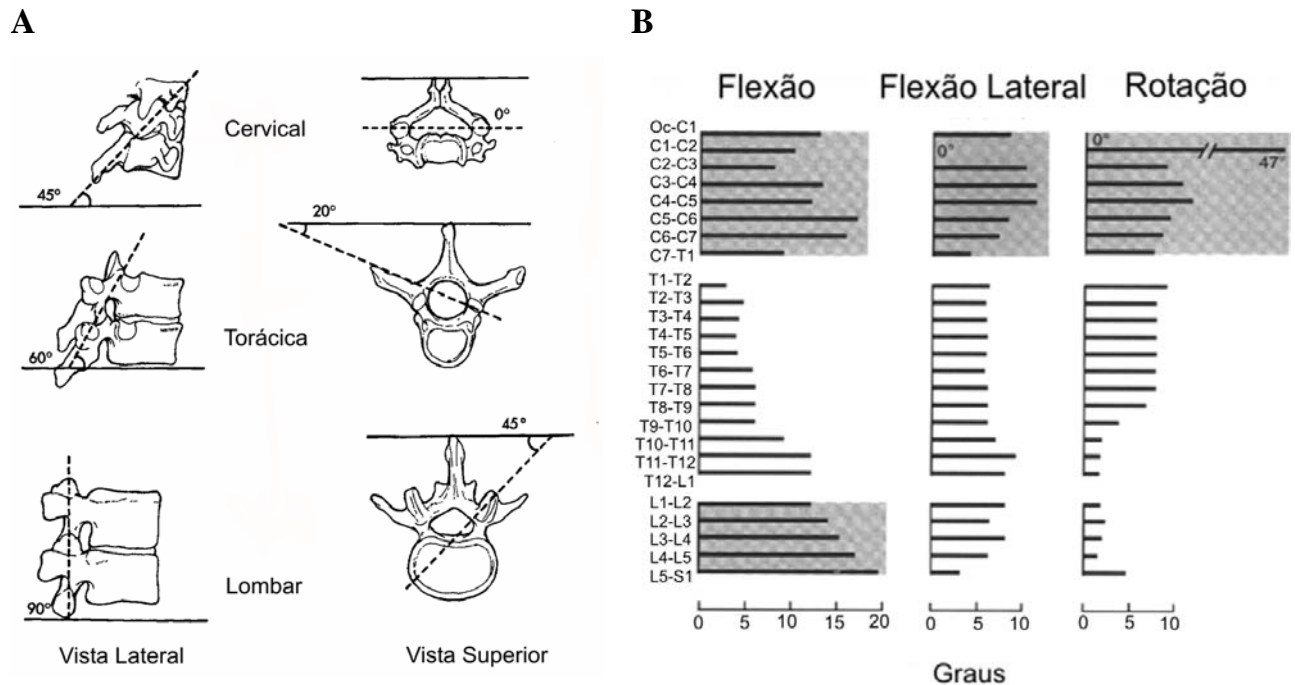 A
B
Flexão
Flexão Lateral
Rotação
Cervical
45°
0°
Torácica
60°
20°
Lombar
90°
45°
Vista Lateral
Vista Superior
Oc-C1
C1-C2
C2-C3
C3-C4
C4-C5
C5-C6
C6-C7
C7-T1
T1-T2
T2-T3
T3-T4
T4-T5
T5-T6
T6-T7
T7-T8
T8-T9
T9-T10
T10-T11
T11-T12
T12-L1
L1-L2
L2-L3
L3-L4
L4-L5
L5-S1
0°
0°
47°
0 5 10 15 20
0 5 10
0 5 10
Graus